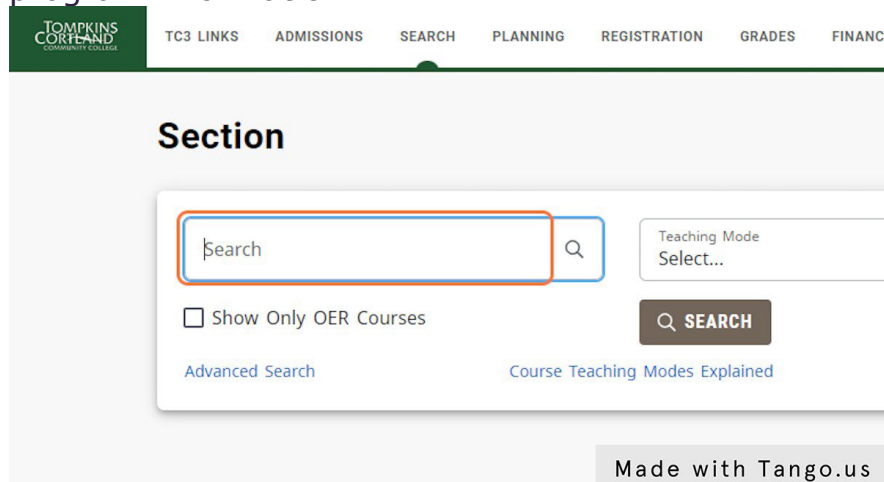 TOMPKINS
CORTLAND
COMMUNITY COLLEGE
TC3 LINKS ADMISSIONS SEARCH PLANNING REGISTRATION GRADES FINANC
Section
Search
Teaching Mode
Select...
Show Only OER Courses
SEARCH
Advanced Search
Course Teaching Modes Explained
Made with Tango.us